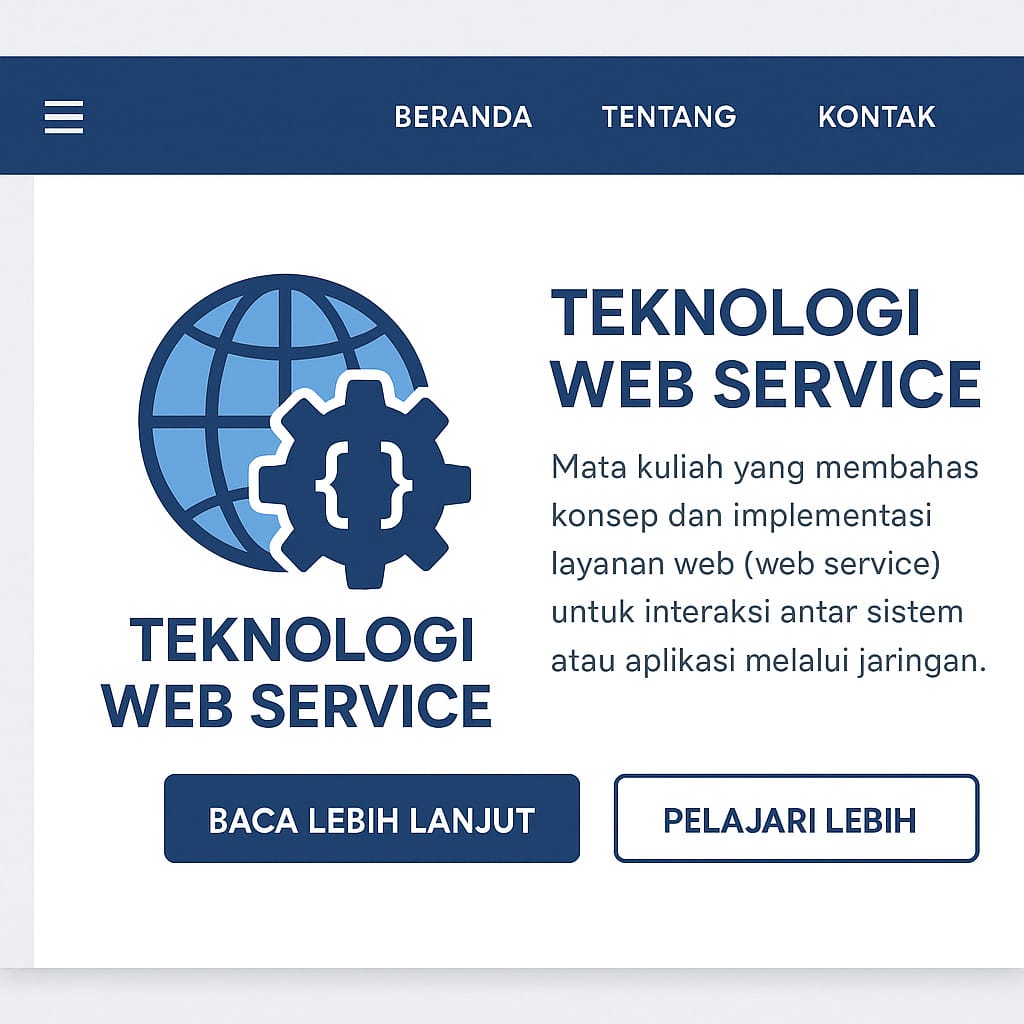 BERANDA TENTANG KONTAK
TEKNOLOGI
WEB SERVICE
Mata kuliah yang membahas
konsep dan implementasi
layanan web (web service)
untuk interaksi antar sistem
atau aplikasi melalui jaringan.
{ }
TEKNOLOGI
WEB SERVICE
BACA LEBIH LANJUT
PELAJARI LEBIH